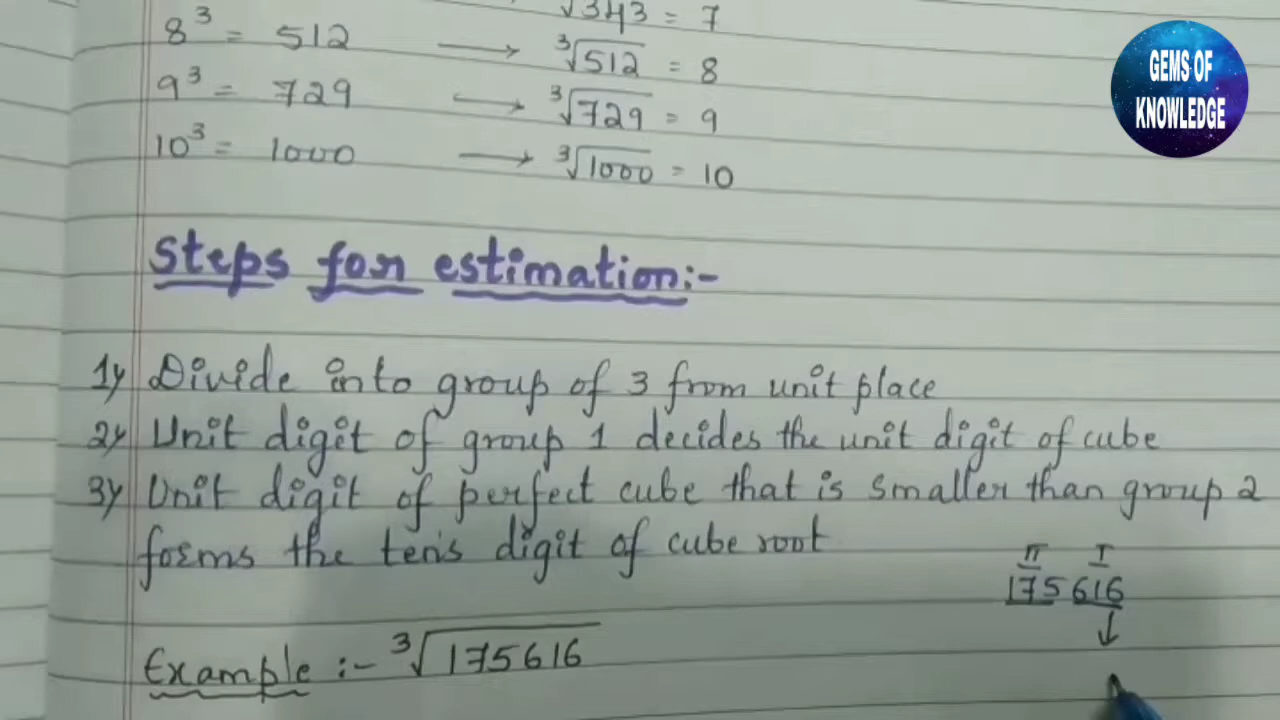 ∛343 = 7
8³ = 512 → ∛512 = 8
9³ = 729 → ∛729 = 9
10³ = 1000 → ∛1000 = 10
GEMS OF
KNOWLEDGE
Steps for estimation:-
1) Divide into group of 3 from unit place
2) Unit digit of group 1 decides the unit digit of cube
3) Unit digit of perfect cube that is smaller than group 2
forms the ten's digit of cube root
II I
175 616
↓
Example :- ∛175616